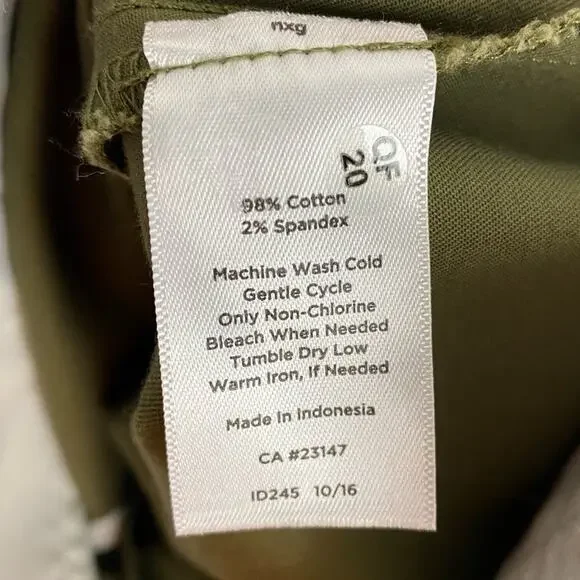 nxg
QF
20
98% Cotton
2% Spandex
Machine Wash Cold
Gentle Cycle
Only Non-Chlorine
Bleach When Needed
Tumble Dry Low
Warm Iron, If Needed
Made In Indonesia
CA #23147
ID245 10/16